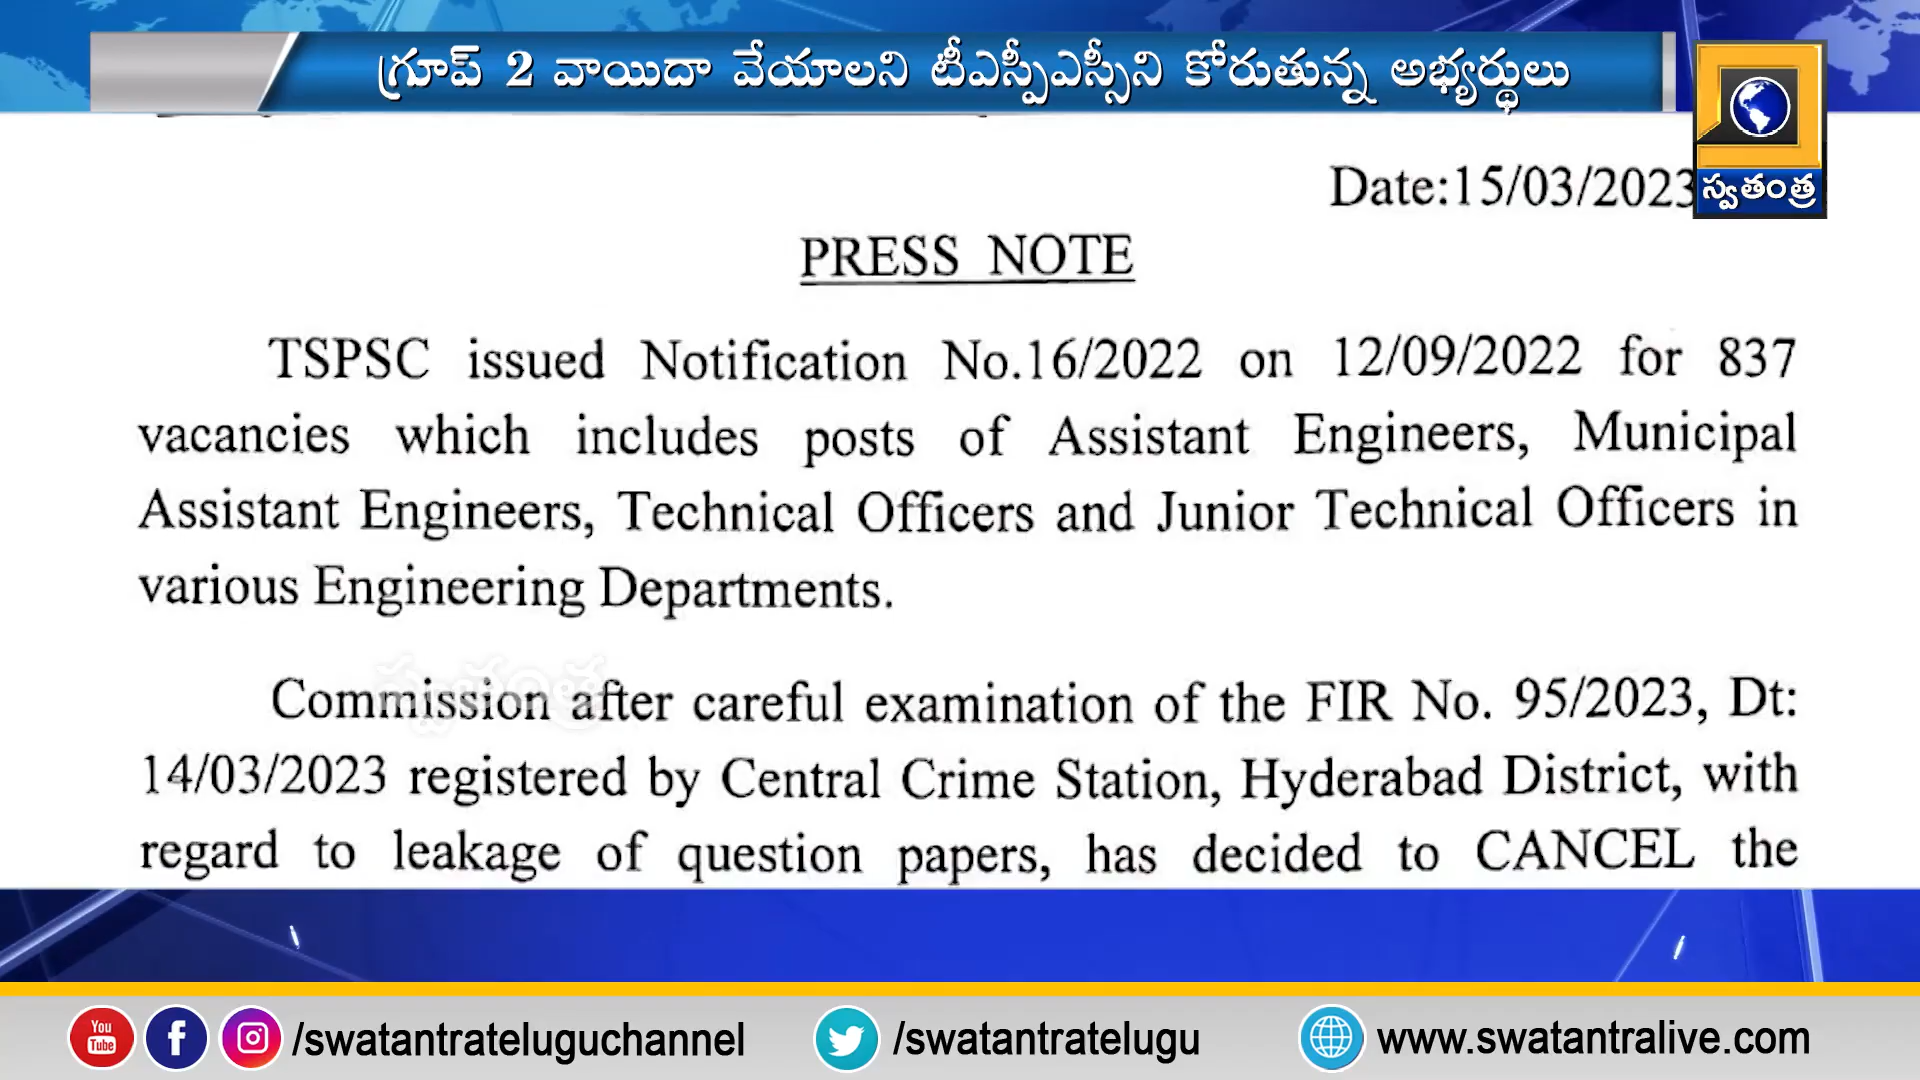 గ్రూప్ 2 వాయిదా వేయాలని టీఎస్పీఎస్సీని కోరుతున్న అభ్యర్థులు
స్వతంత్ర
Date:15/03/2023
PRESS NOTE
TSPSC issued Notification No.16/2022 on 12/09/2022 for 837
vacancies which includes posts of Assistant Engineers, Municipal
Assistant Engineers, Technical Officers and Junior Technical Officers in
various Engineering Departments.
స్వతంత్ర
Commission after careful examination of the FIR No. 95/2023, Dt:
14/03/2023 registered by Central Crime Station, Hyderabad District, with
regard to leakage of question papers, has decided to CANCEL the
You Tube /swatantrateluguchannel /swatantratelugu www.swatantralive.com